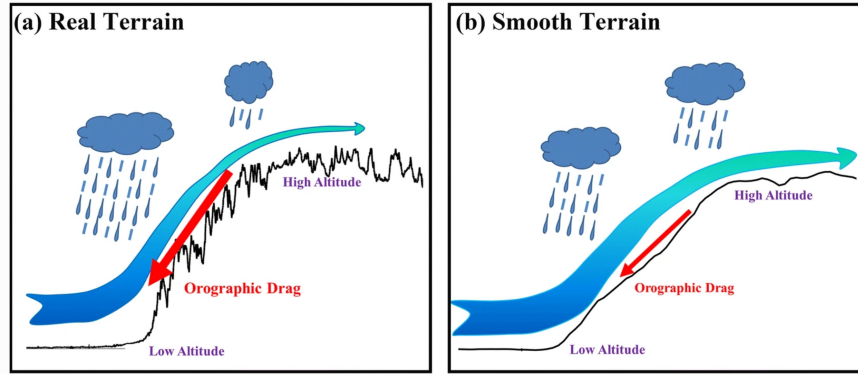 (a) Real Terrain
High Altitude
Orographic Drag
Low Altitude
(b) Smooth Terrain
High Altitude
Orographic Drag
Low Altitude